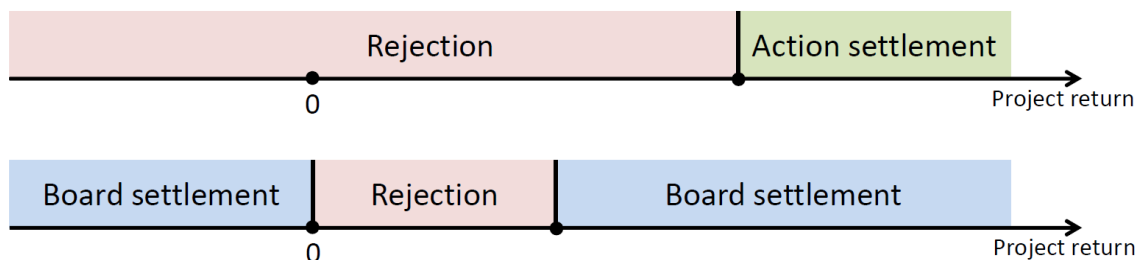 Rejection Action settlement
0
Project return
Board settlement Rejection Board settlement
0
Project return